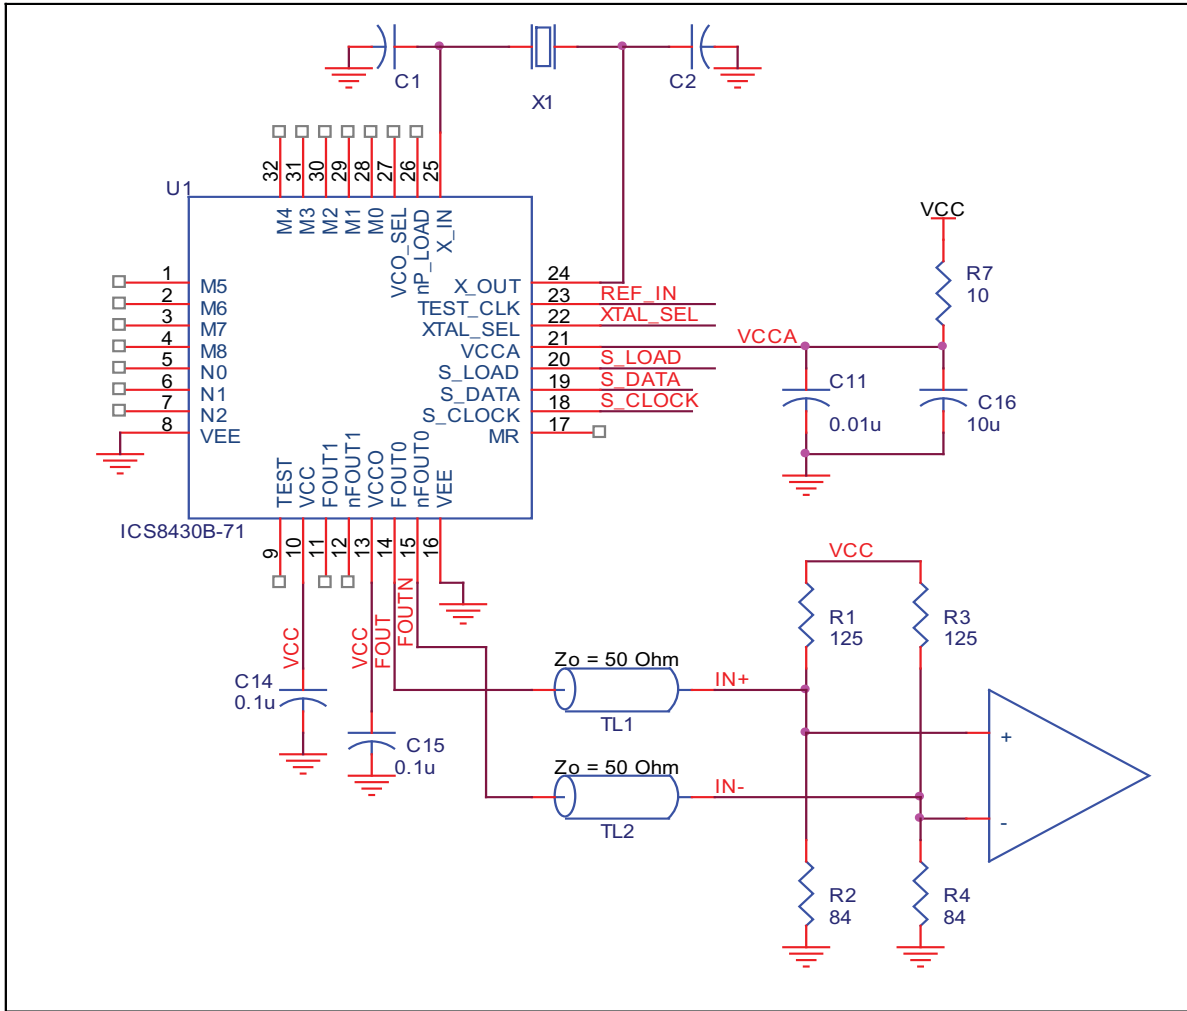 C1
X1
C2
32
31
30
29
28
27
26
25
U1
M4
M3
M2
M1
M0
VCO_SEL
nP_LOAD
X_IN
VCC
R7
10
1
M5
2
M6
3
M7
4
M8
5
N0
6
N1
7
N2
8
VEE
X_OUT
24
TEST_CLK
23
REF_IN
XTAL_SEL
22
XTAL_SEL
VCCA
21
VCCA
S_LOAD
20
S_LOAD
S_DATA
19
S_DATA
S_CLOCK
18
S_CLOCK
MR
17
C11
0.01u
C16
10u
TEST
VCC
FOUT1
nFOUT1
VCCO
FOUT0
nFOUT0
VEE
ICS8430B-71
9
10
11
12
13
14
15
16
VCC
VCC
FOUT
FOUTN
C14
0.1u
C15
0.1u
VCC
R1
125
R3
125
Zo = 50 Ohm
IN+
TL1
Zo = 50 Ohm
IN-
TL2
+
-
R2
84
R4
84